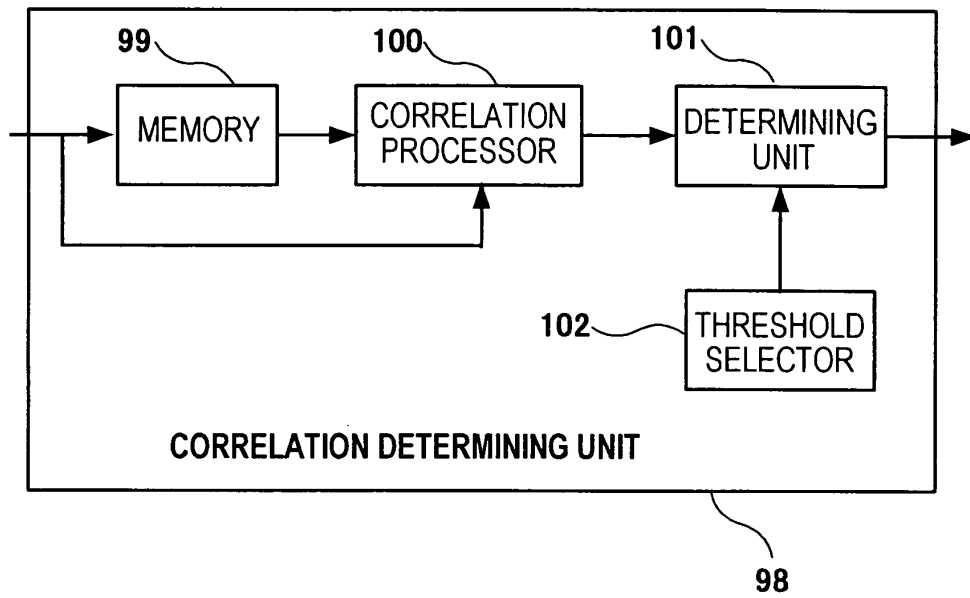 99
100
101
MEMORY
CORRELATION
PROCESSOR
DETERMINING
UNIT
102
THRESHOLD
SELECTOR
CORRELATION DETERMINING UNIT
98